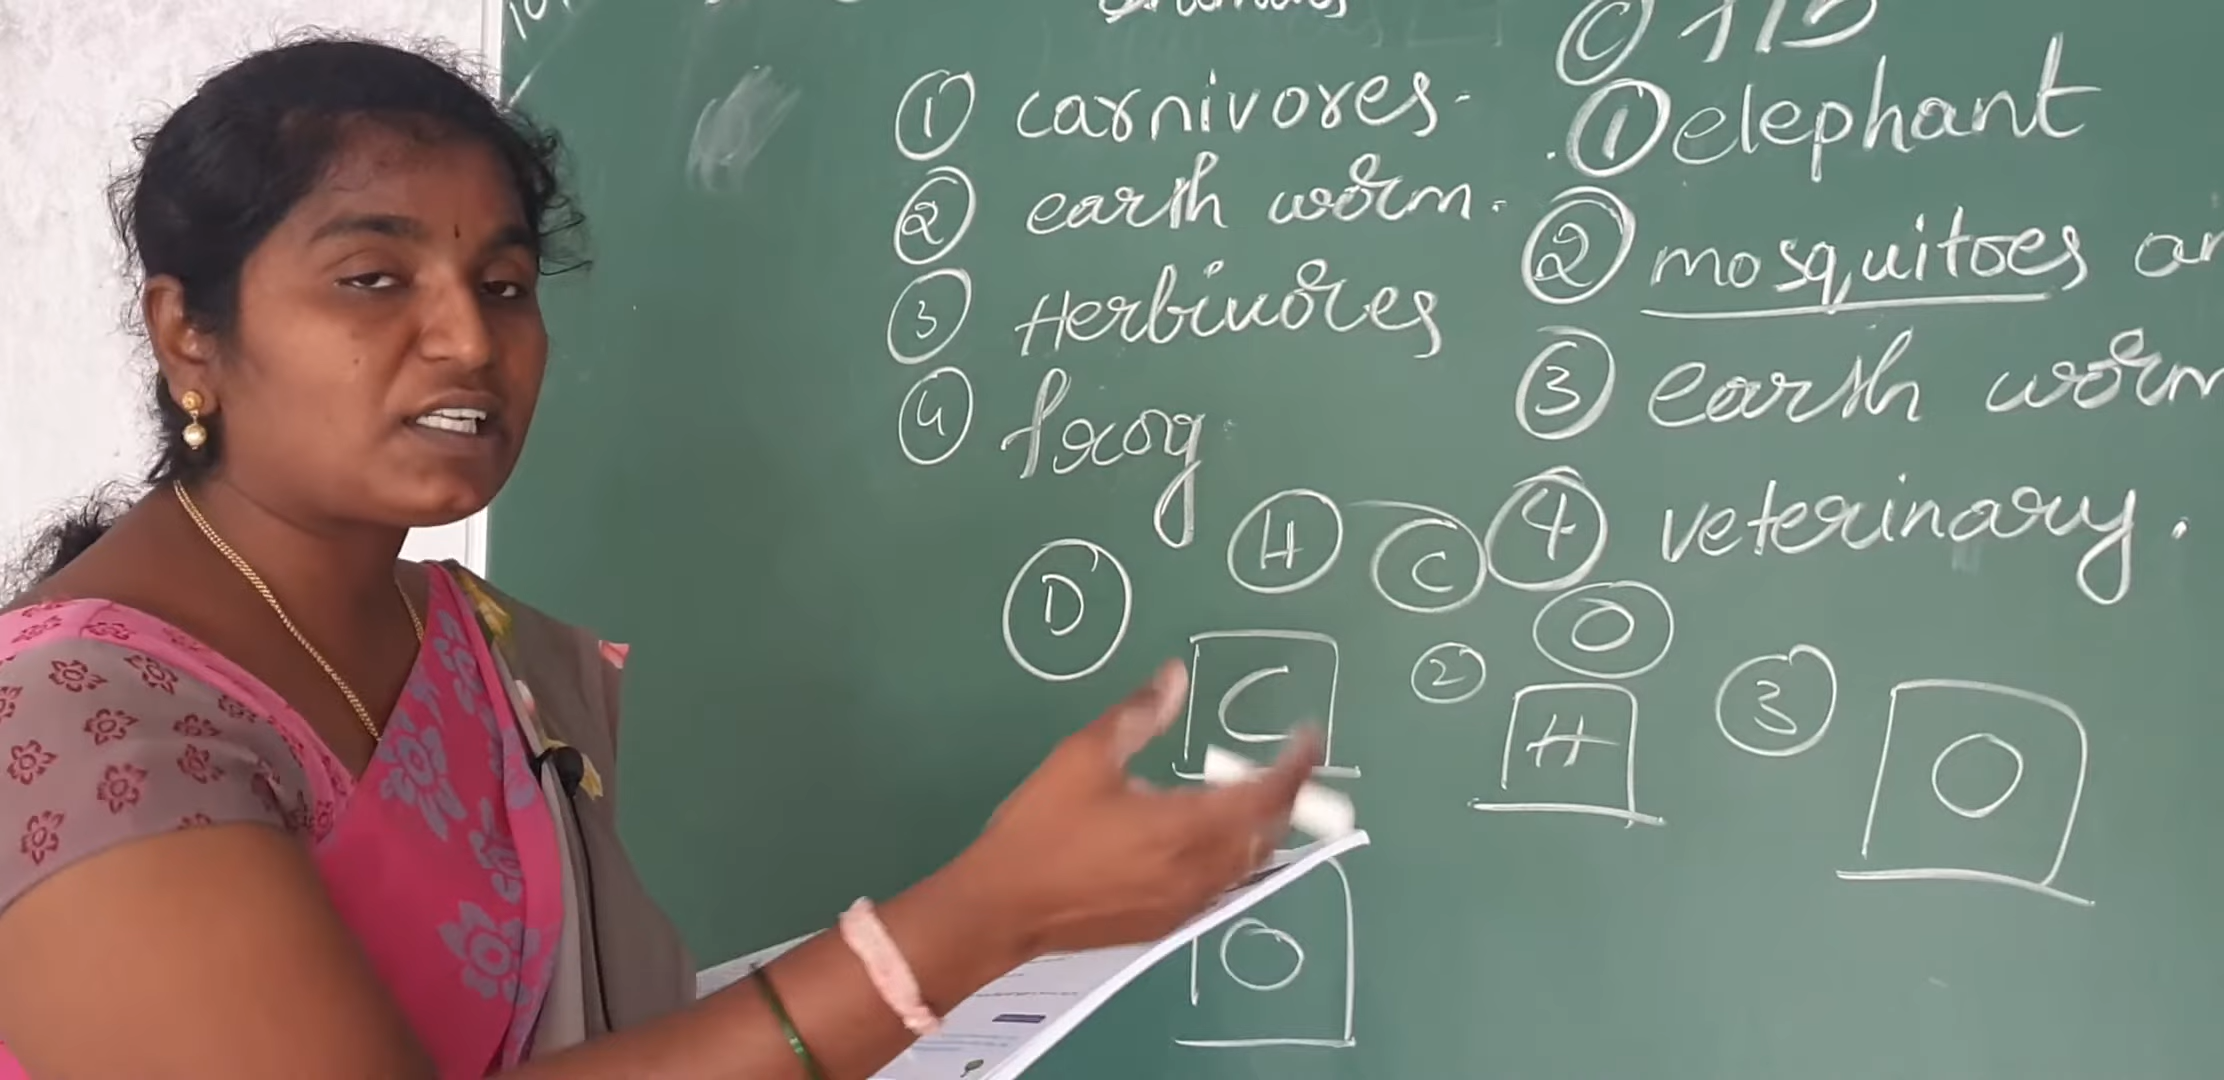 ① carnivores.
② earth worm.
③ Herbivores
④ frog
Ⓒ FIB
① elephant
② mosquitoes
③ earth worm
④ veterinary.
Ⓓ Ⓗ Ⓒ Ⓞ
C ② H ③ O
O